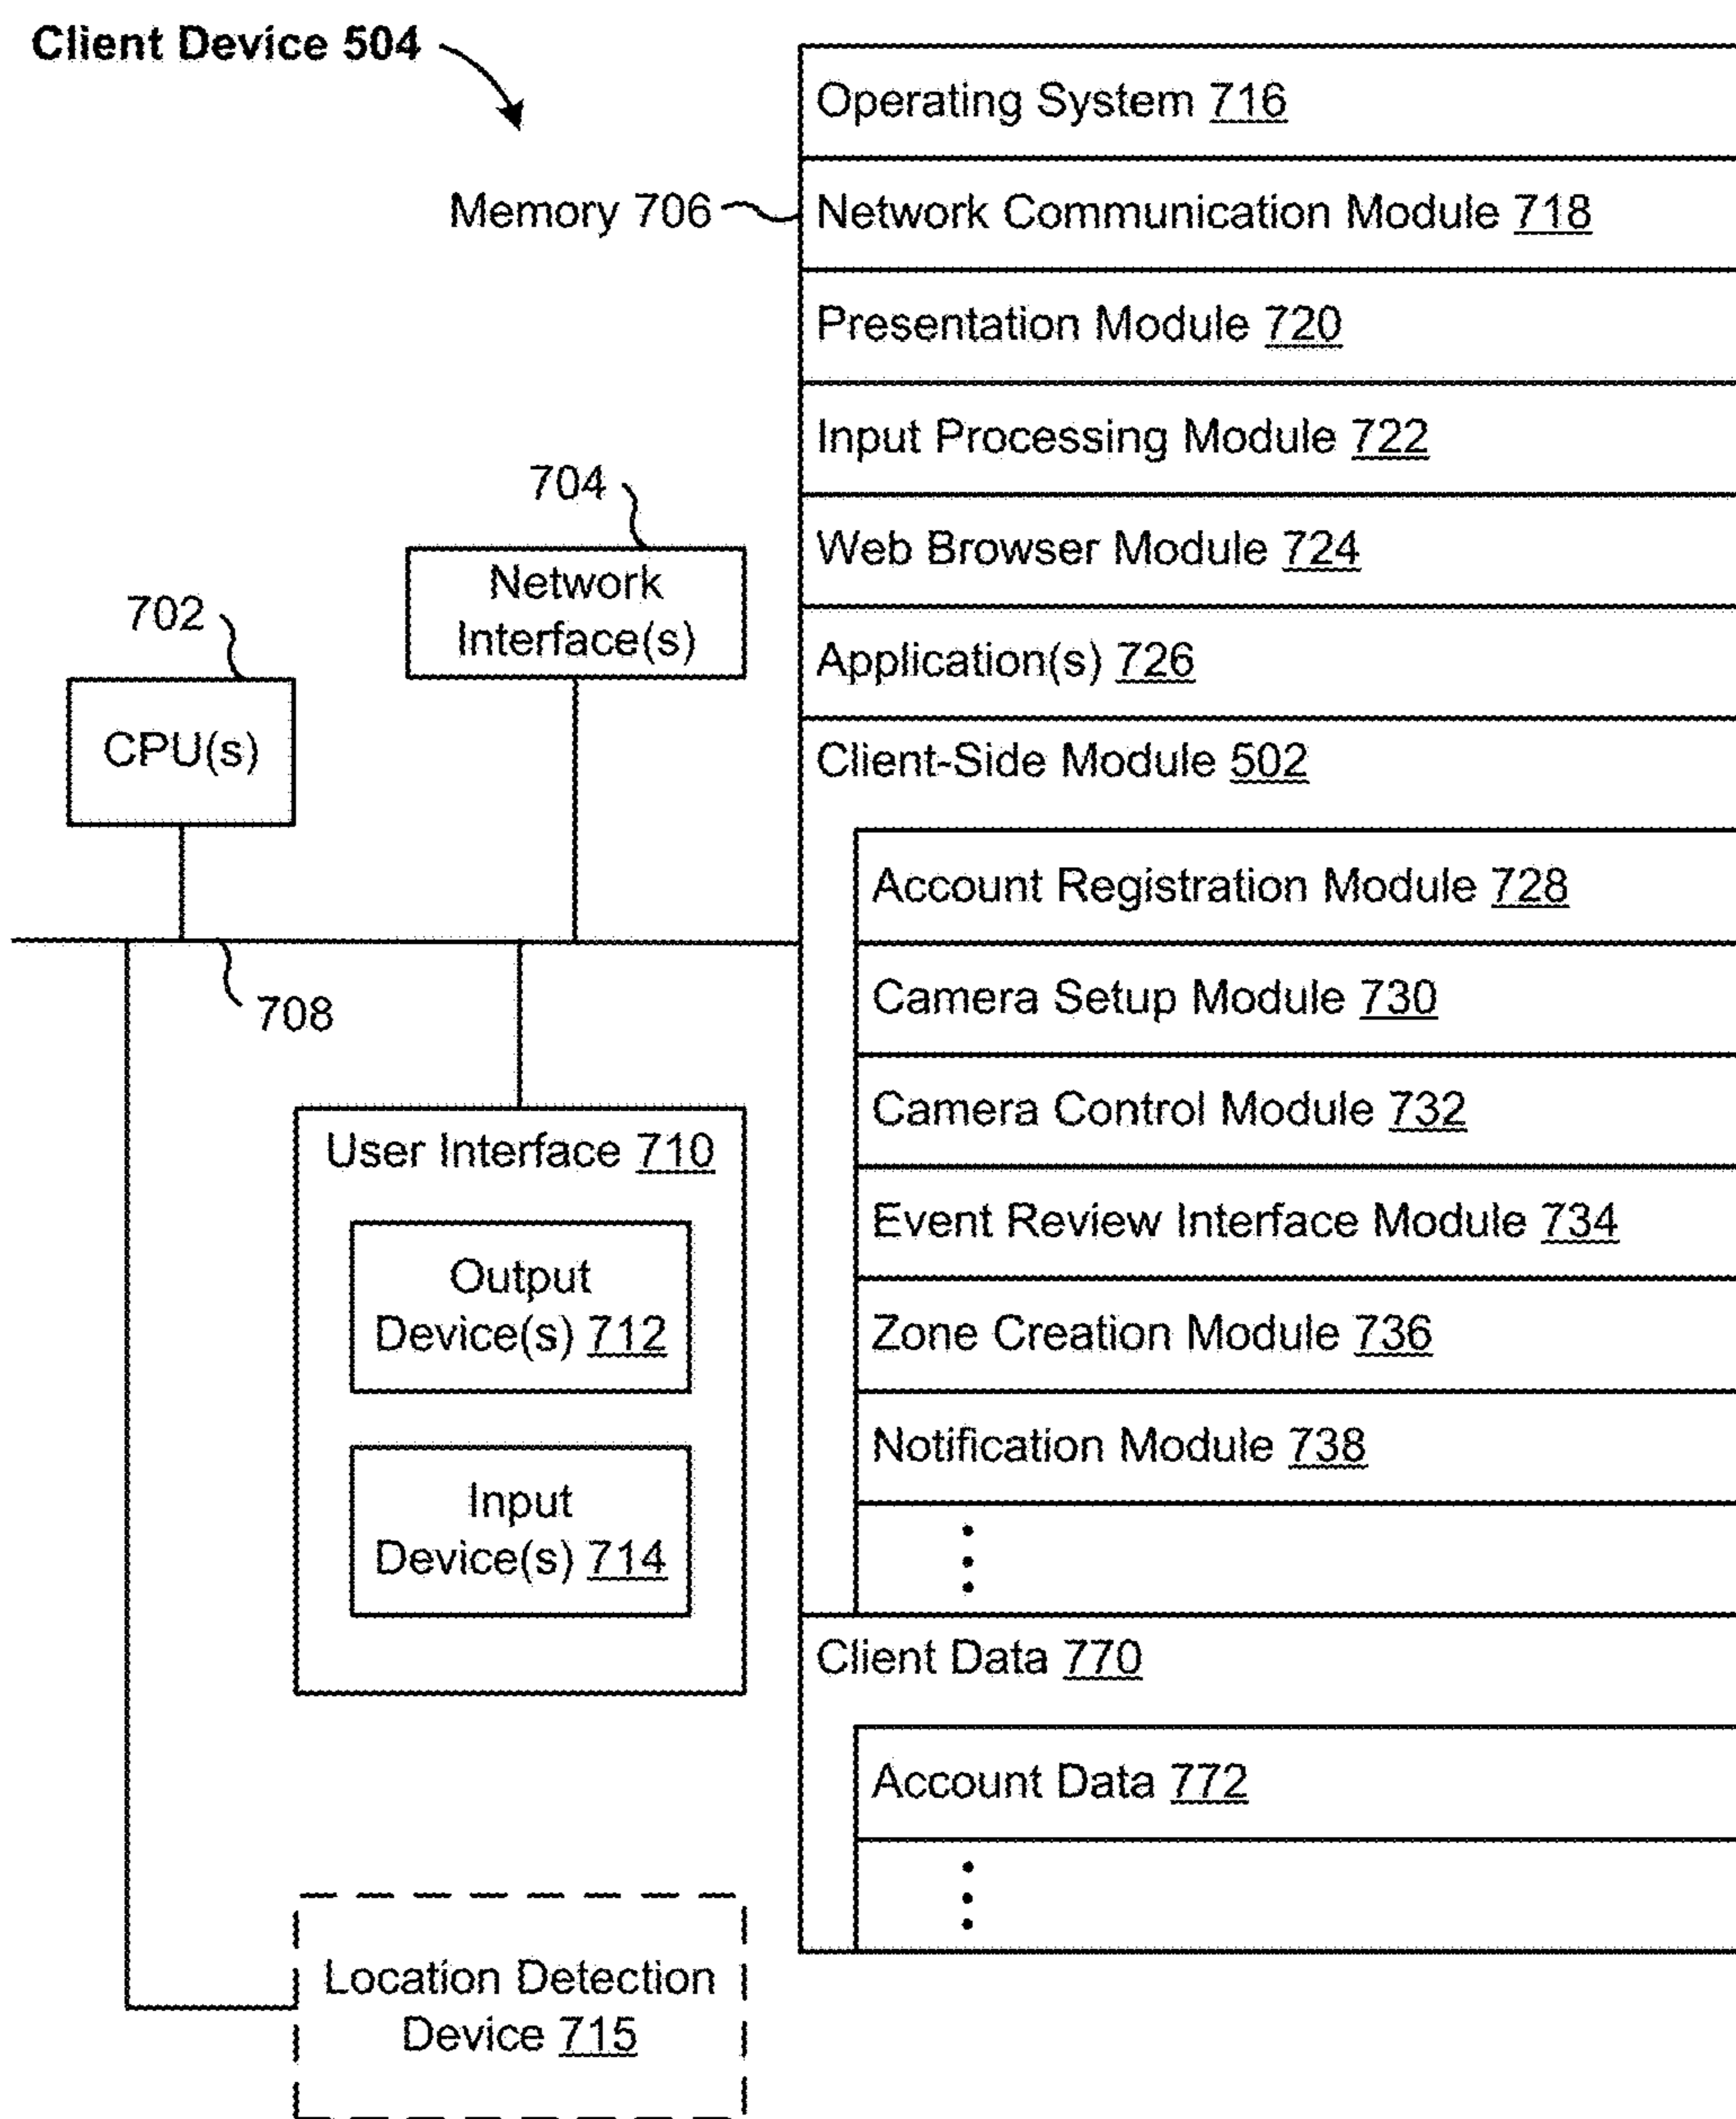 Client Device 504
Memory 706
704
Network
Interface(s)
702
CPU(s)
708
User Interface 710
Output
Device(s) 712
Input
Device(s) 714
Location Detection
Device 715
Operating System 716
Network Communication Module 718
Presentation Module 720
Input Processing Module 722
Web Browser Module 724
Application(s) 726
Client-Side Module 502
Account Registration Module 728
Camera Setup Module 730
Camera Control Module 732
Event Review Interface Module 734
Zone Creation Module 736
Notification Module 738
Client Data 770
Account Data 772